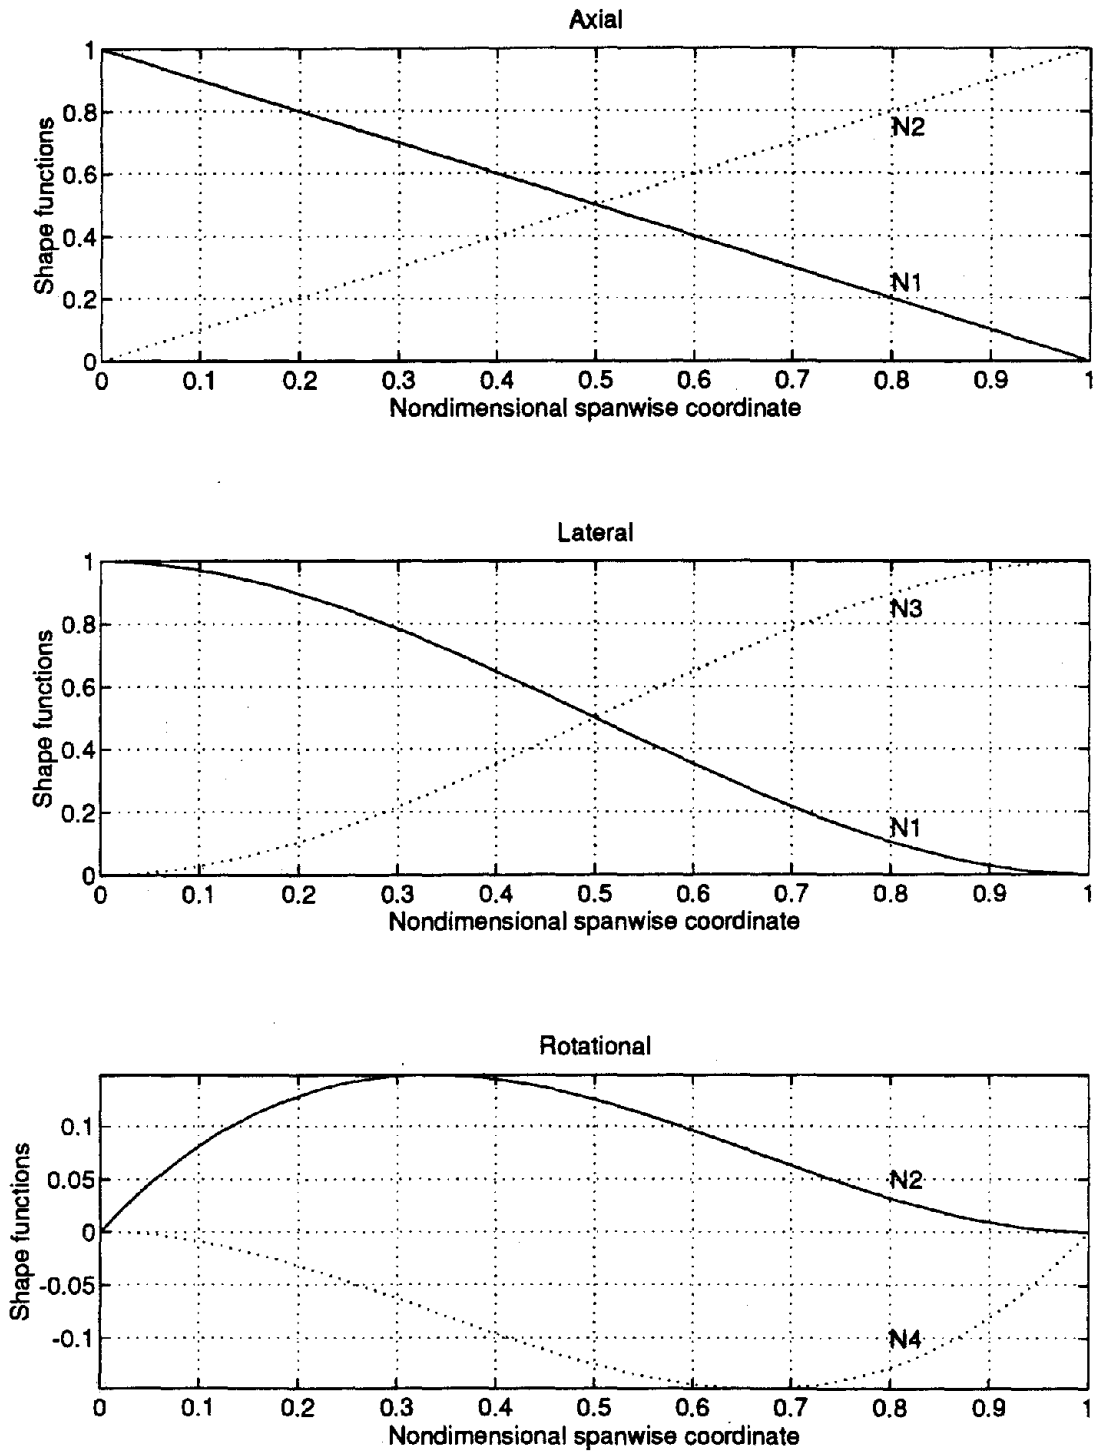 Axial
1
0.8
0.6
0.4
0.2
0
Shape functions
N2
N1
0 0.1 0.2 0.3 0.4 0.5 0.6 0.7 0.8 0.9 1
Nondimensional spanwise coordinate
Lateral
1
0.8
0.6
0.4
0.2
0
Shape functions
N3
N1
0 0.1 0.2 0.3 0.4 0.5 0.6 0.7 0.8 0.9 1
Nondimensional spanwise coordinate
Rotational
0.1
0.05
0
-0.05
-0.1
Shape functions
N2
N4
0 0.1 0.2 0.3 0.4 0.5 0.6 0.7 0.8 0.9 1
Nondimensional spanwise coordinate